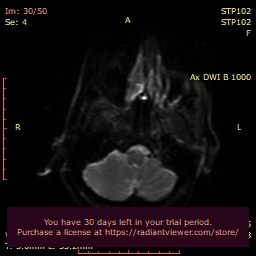 Im: 30/50
STP102
Se: 4
STP102
F
A
Ax DWI B 1000
R
L
You have 30 days left in your trial period.
Purchase a license at https://radiantviewer.com/store/